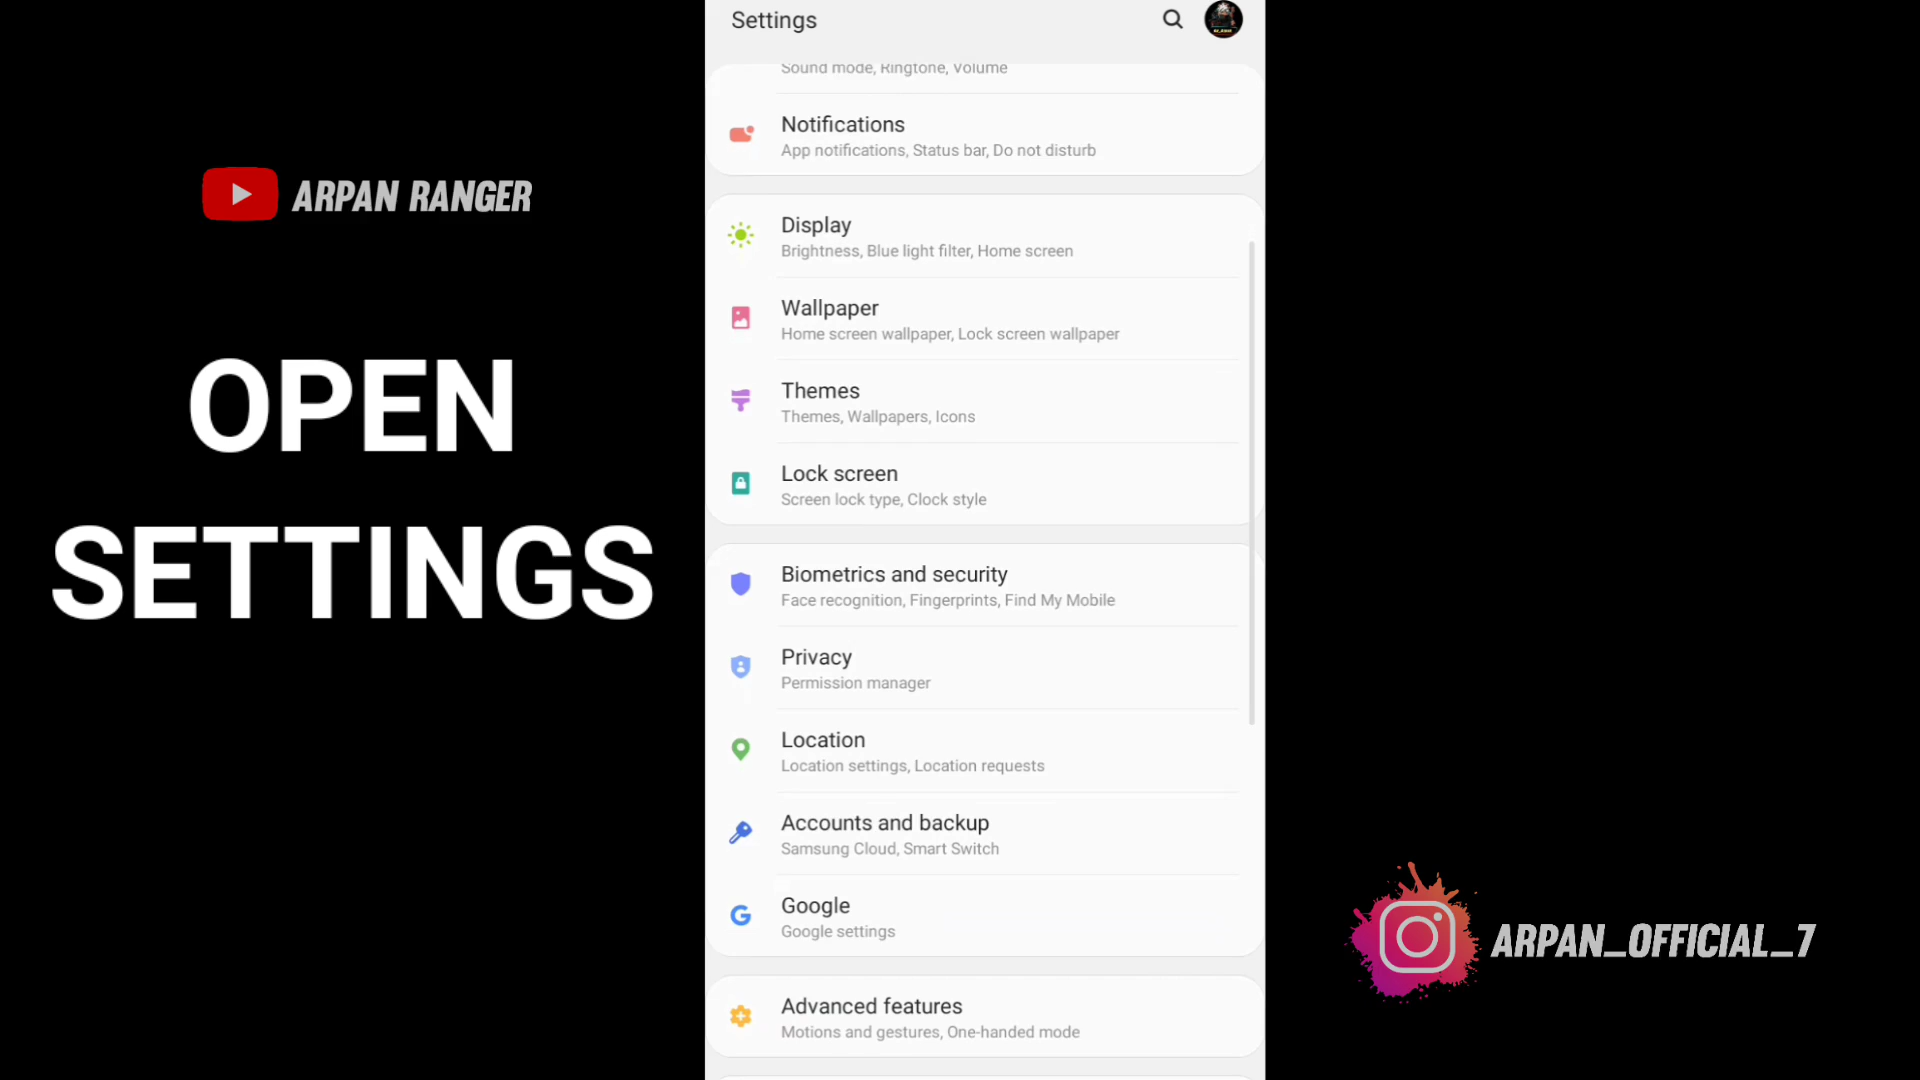 Settings
Sound mode, Ringtone, Volume
Notifications
App notifications, Status bar, Do not disturb
ARPAN RANGER
Display
Brightness, Blue light filter, Home screen
Wallpaper
Home screen wallpaper, Lock screen wallpaper
OPEN
SETTINGS
Themes
Themes, Wallpapers, Icons
Lock screen
Screen lock type, Clock style
Biometrics and security
Face recognition, Fingerprints, Find My Mobile
Privacy
Permission manager
Location
Location settings, Location requests
Accounts and backup
Samsung Cloud, Smart Switch
Google
Google settings
ARPAN_OFFICIAL_7
Advanced features
Motions and gestures, One-handed mode